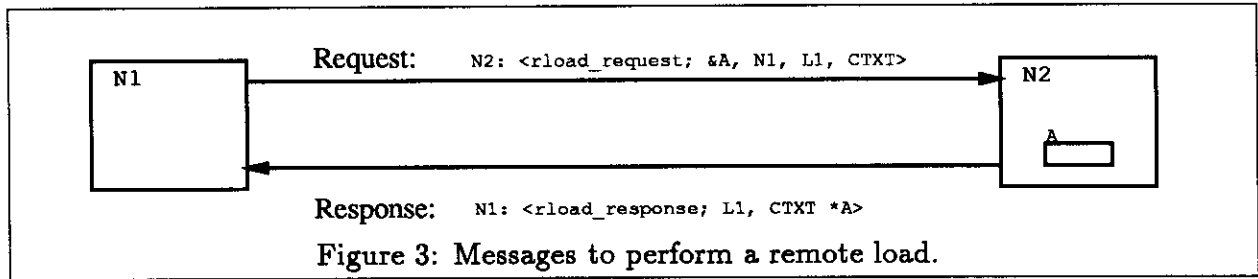 Request: N2: <rload_request; &A, N1, L1, CTXT>
N1
N2
A
Response: N1: <rload_response; L1, CTXT *A>
Figure 3: Messages to perform a remote load.